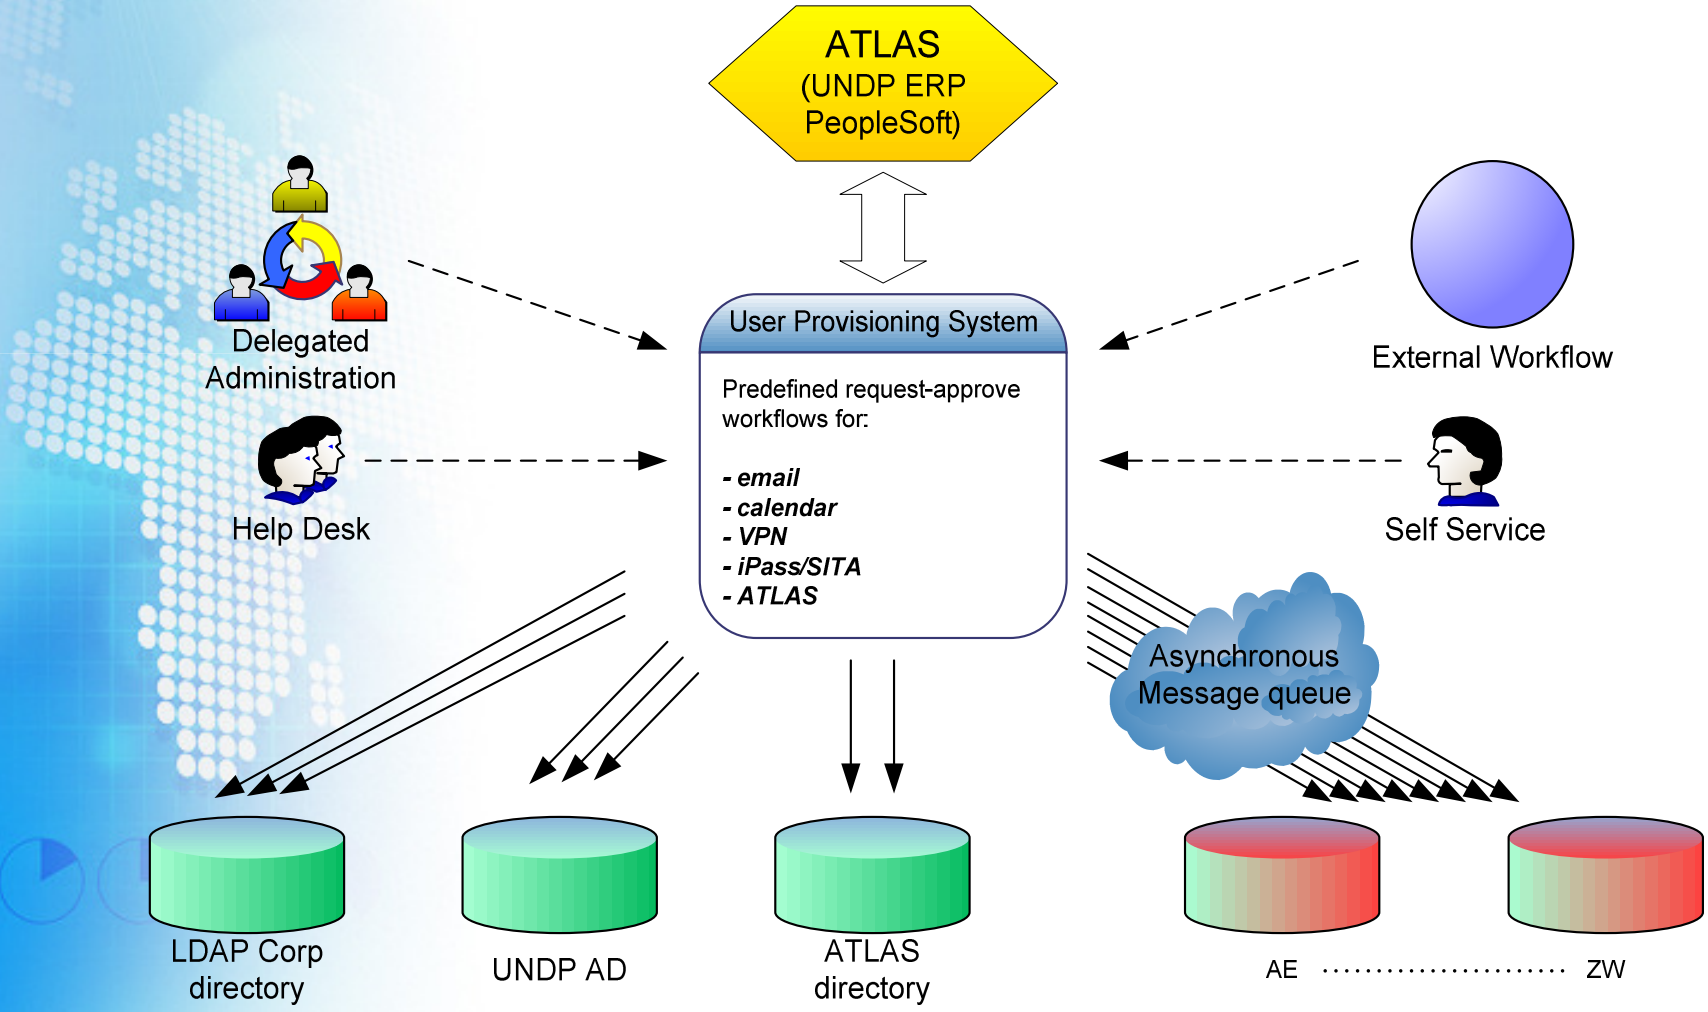 ATLAS
(UNDP ERP
PeopleSoft)
Delegated
Administration
Help Desk
User Provisioning System
Predefined request-approve
workflows for:
- email
- calendar
- VPN
- iPass/SITA
- ATLAS
External Workflow
Self Service
Asynchronous
Message queue
LDAP Corp
directory
UNDP AD
ATLAS
directory
AE ........................... ZW